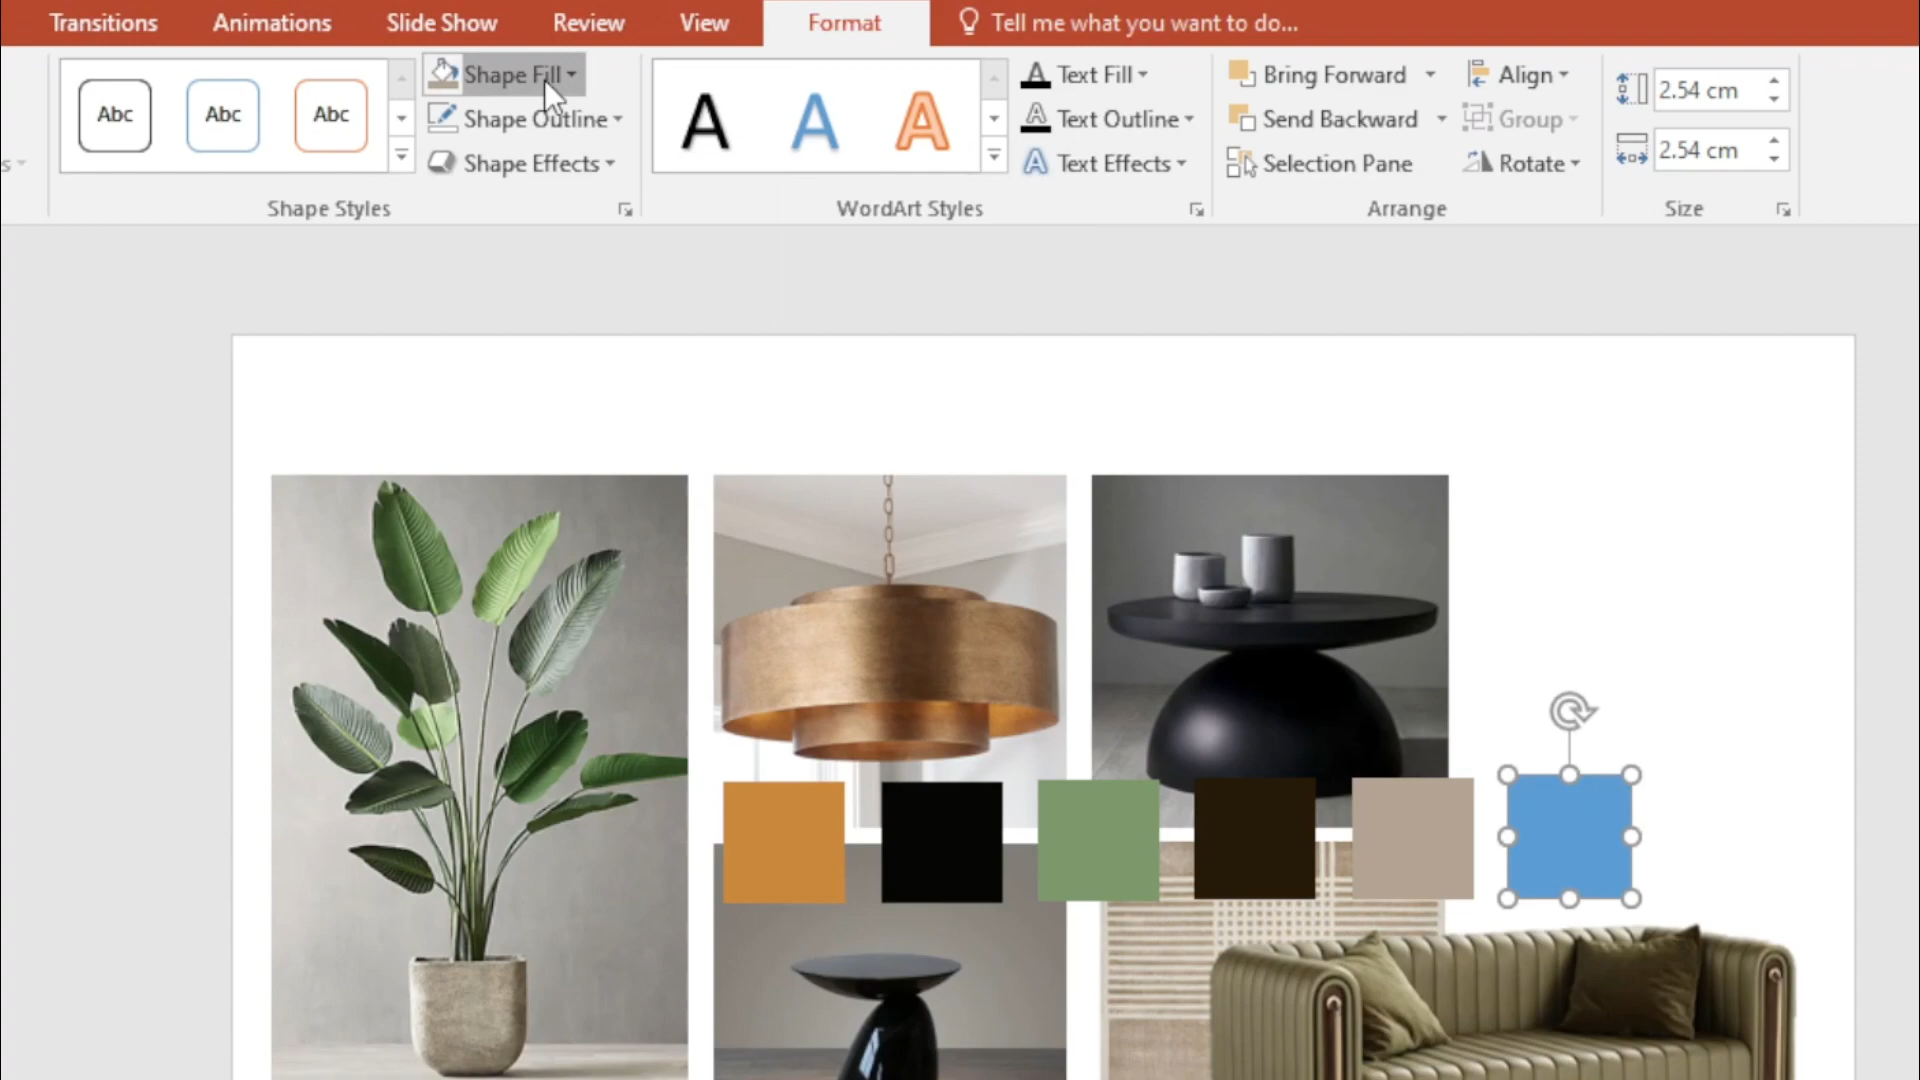 Transitions Animations Slide Show Review View Format Tell me what you want to do...
Abc Abc Abc
Shape Fill
Shape Outline
Shape Effects
Shape Styles
A A A
Text Fill
Text Outline
Text Effects
WordArt Styles
Bring Forward
Send Backward
Selection Pane
Align
Group
Rotate
Arrange
2.54 cm
2.54 cm
Size